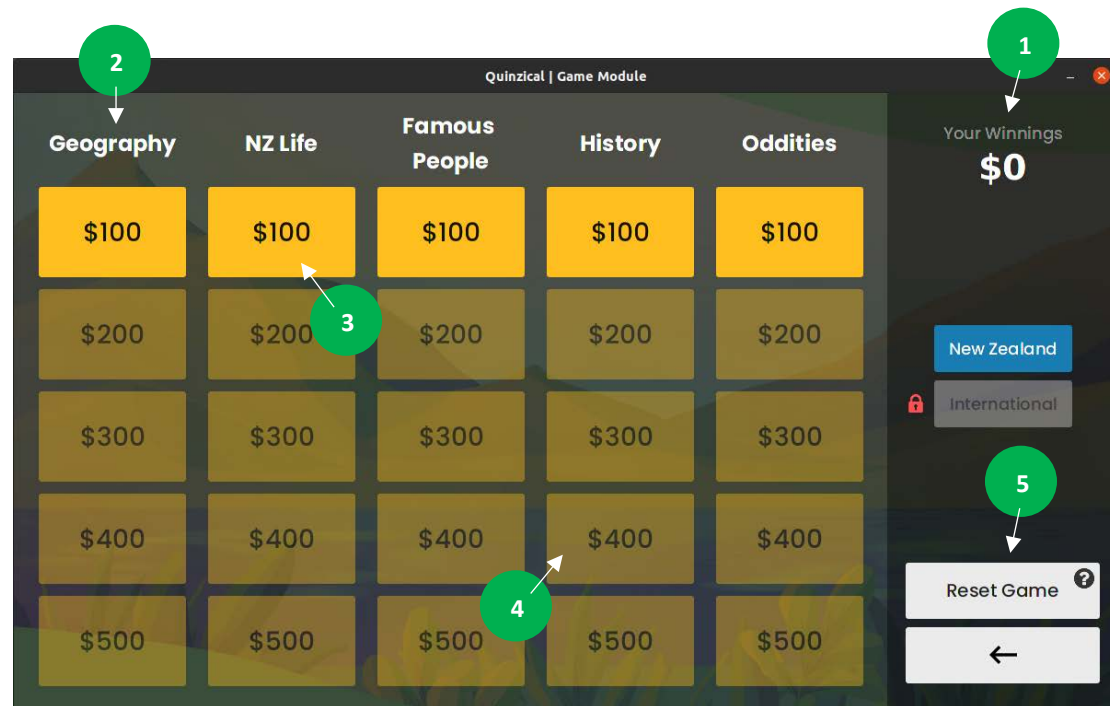 1
2
Quinzical | Game Module
Geography
NZ Life
Famous
People
History
Oddities
Your Winnings
$0
$100
$100
$100
$100
$100
3
$200
$200
$200
$200
$200
New Zealand
International
$300
$300
$300
$300
$300
5
$400
$400
$400
$400
$400
4
Reset Game
?
$500
$500
$500
$500
$500